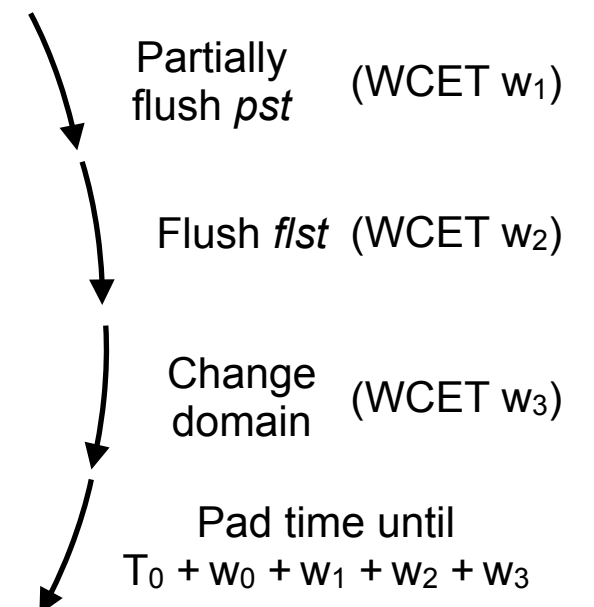 Partially
flush pst (WCET w₁)
Flush flst (WCET w₂)
Change
domain (WCET w₃)
Pad time until
T₀ + w₀ + w₁ + w₂ + w₃